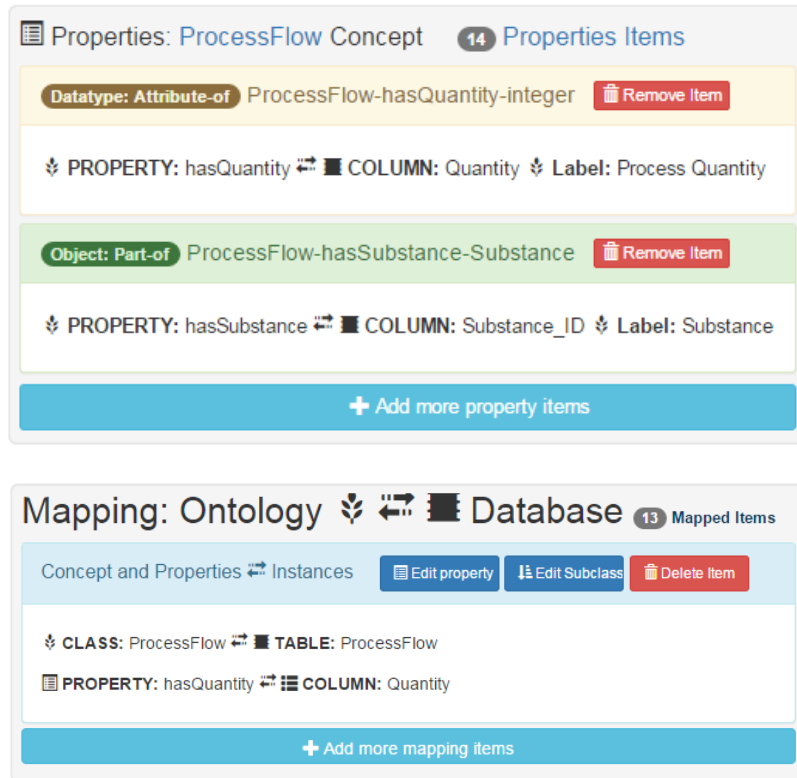 Properties: ProcessFlow Concept 14 Properties Items
Datatype: Attribute-of ProcessFlow-hasQuantity-integer Remove Item
PROPERTY: hasQuantity COLUMN: Quantity Label: Process Quantity
Object: Part-of ProcessFlow-hasSubstance-Substance Remove Item
PROPERTY: hasSubstance COLUMN: Substance_ID Label: Substance
Add more property items
Mapping: Ontology Database 13 Mapped Items
Concept and Properties Instances Edit property Edit Subclass Delete Item
CLASS: ProcessFlow TABLE: ProcessFlow
PROPERTY: hasQuantity COLUMN: Quantity
Add more mapping items